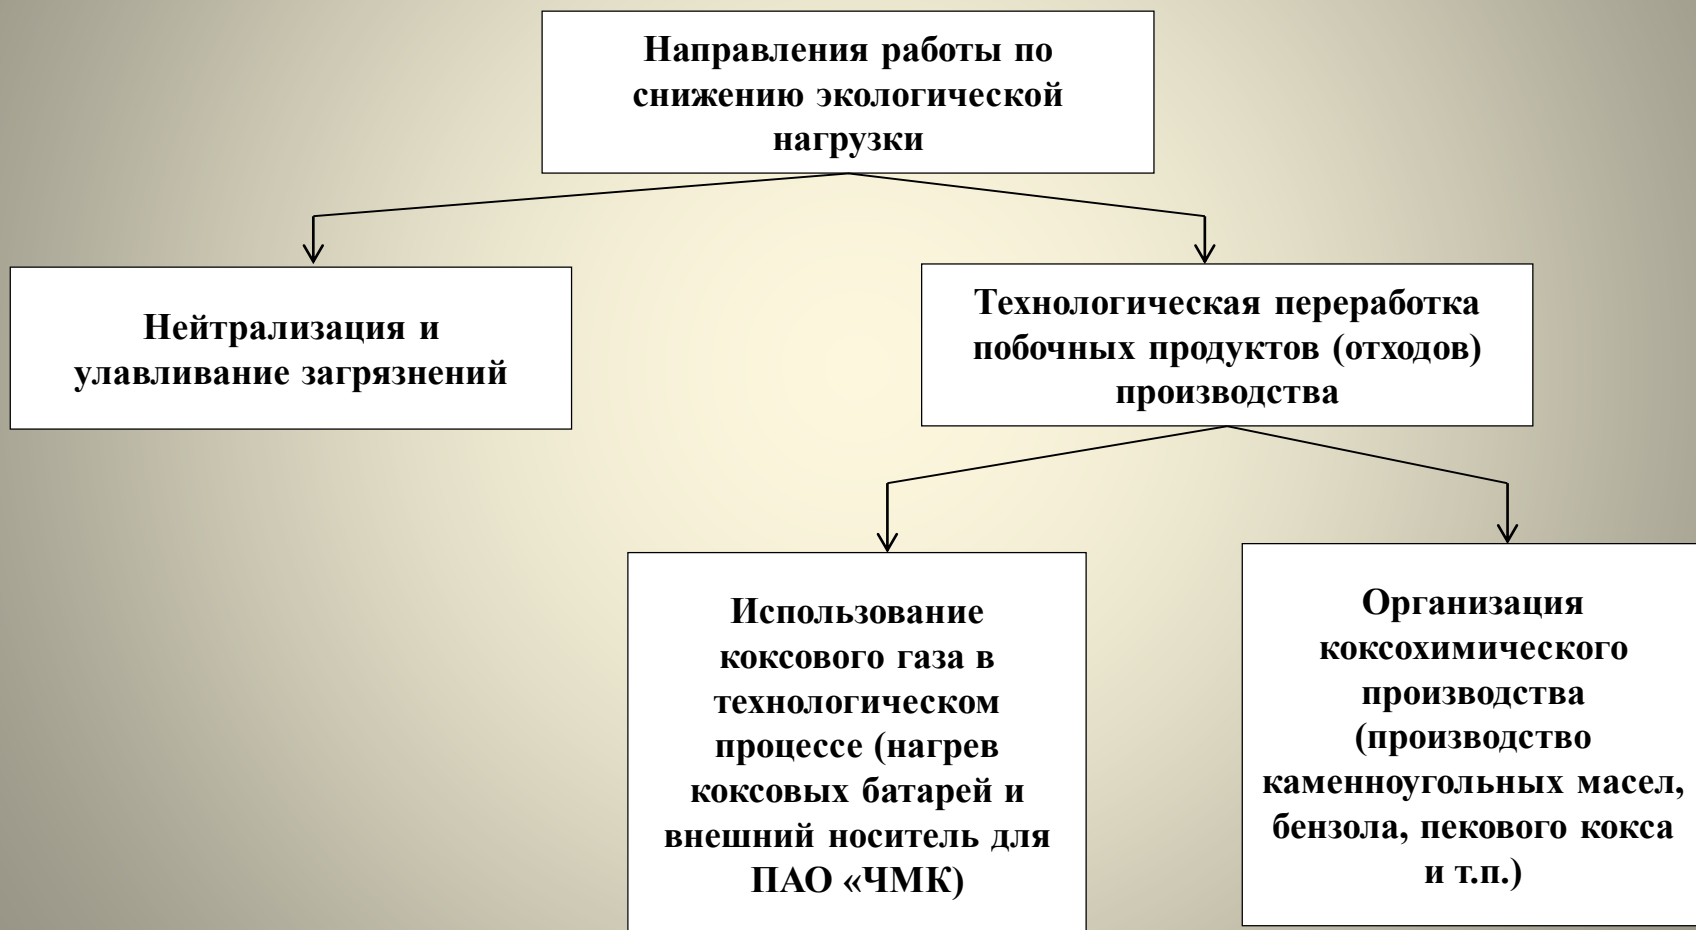 Направления работы по
снижению экологической
нагрузки
Нейтрализация и
улавливание загрязнений
Технологическая переработка
побочных продуктов (отходов)
производства
Использование
коксового газа в
технологическом
процессе (нагрев
коксовых батарей и
внешний носитель для
ПАО «ЧМК)
Организация
коксохимического
производства
(производство
каменноугольных масел,
бензола, пекового кокса
и т.п.)